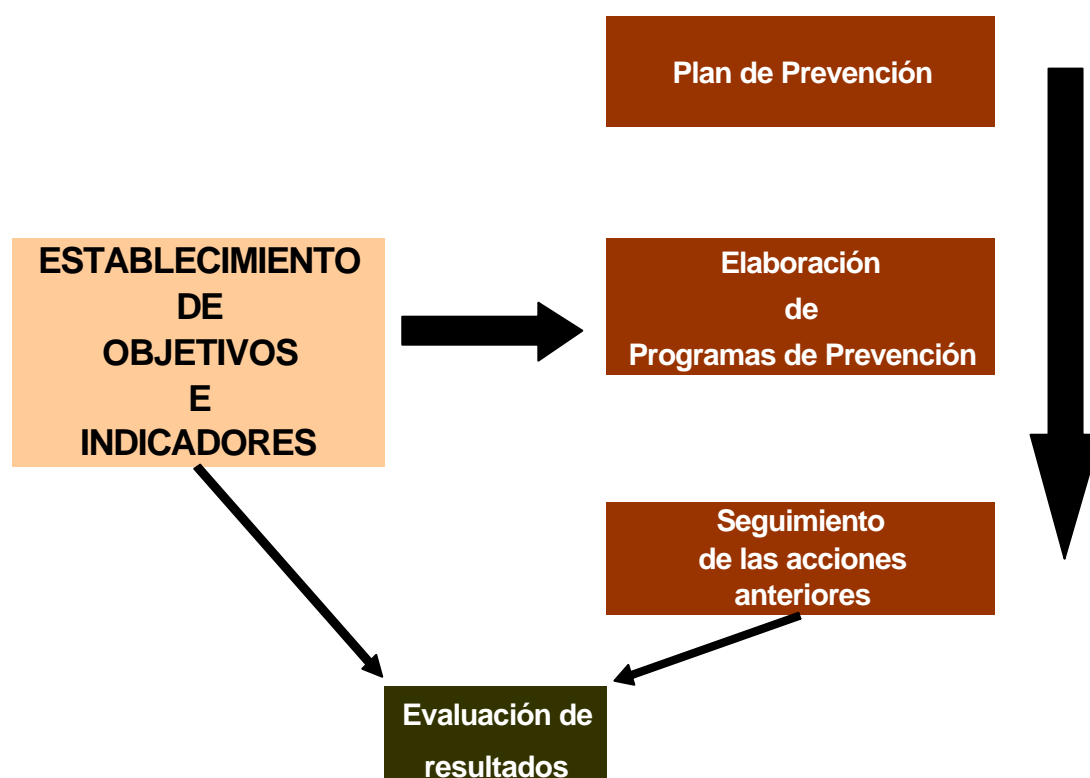 Plan de Prevención
ESTABLECIMIENTO
DE
OBJETIVOS
E
INDICADORES
Elaboración
de
Programas de Prevención
Seguimiento
de las acciones
anteriores
Evaluación de
resultados